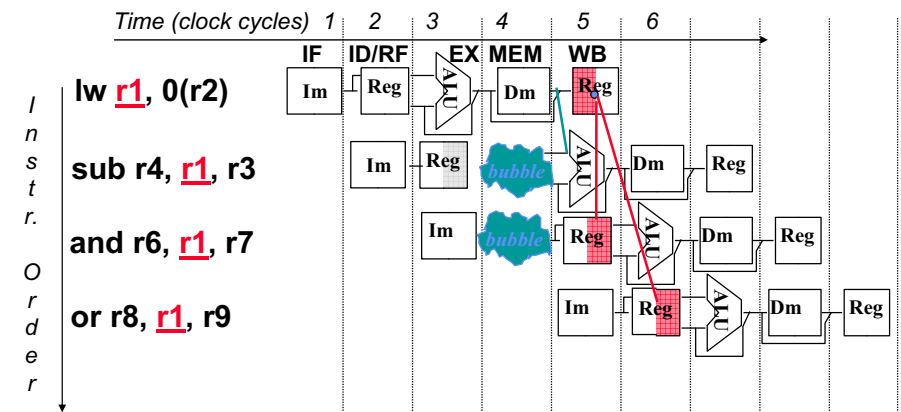 Time (clock cycles) 1 2 3 4 5 6
IF ID/RF EX MEM WB
Instr. Order
lw r1, 0(r2)
Im Reg ALU Dm Reg
sub r4, r1, r3
Im Reg bubble ALU Dm Reg
and r6, r1, r7
Im bubble Reg ALU Dm Reg
or r8, r1, r9
Im Reg ALU Dm Reg